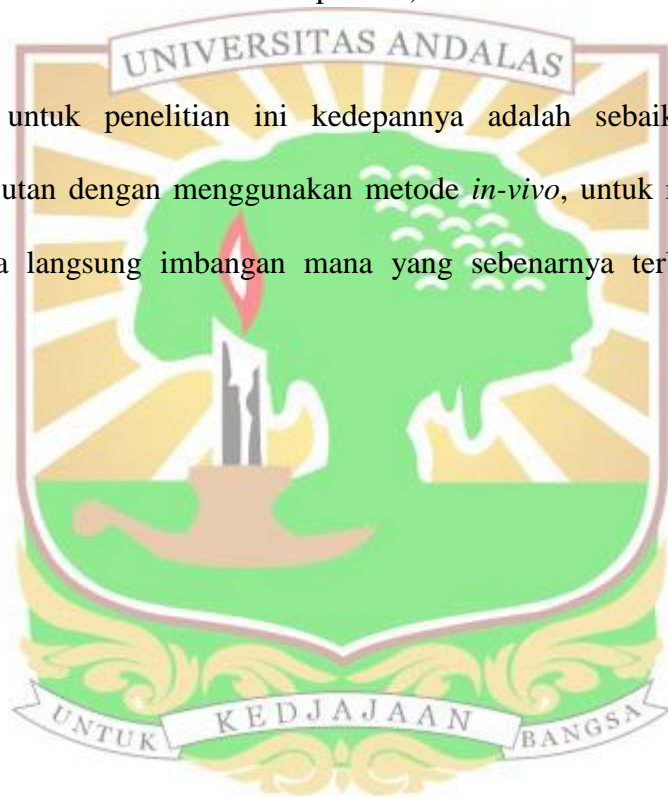 UNIVERSITAS ANDALAS
untuk penelitian ini kedepannya adalah sebaik
utan dengan menggunakan metode in-vivo, untuk
a langsung imbangan mana yang sebenarnya ter
UNTUK KEDJAJAAN BANGSA